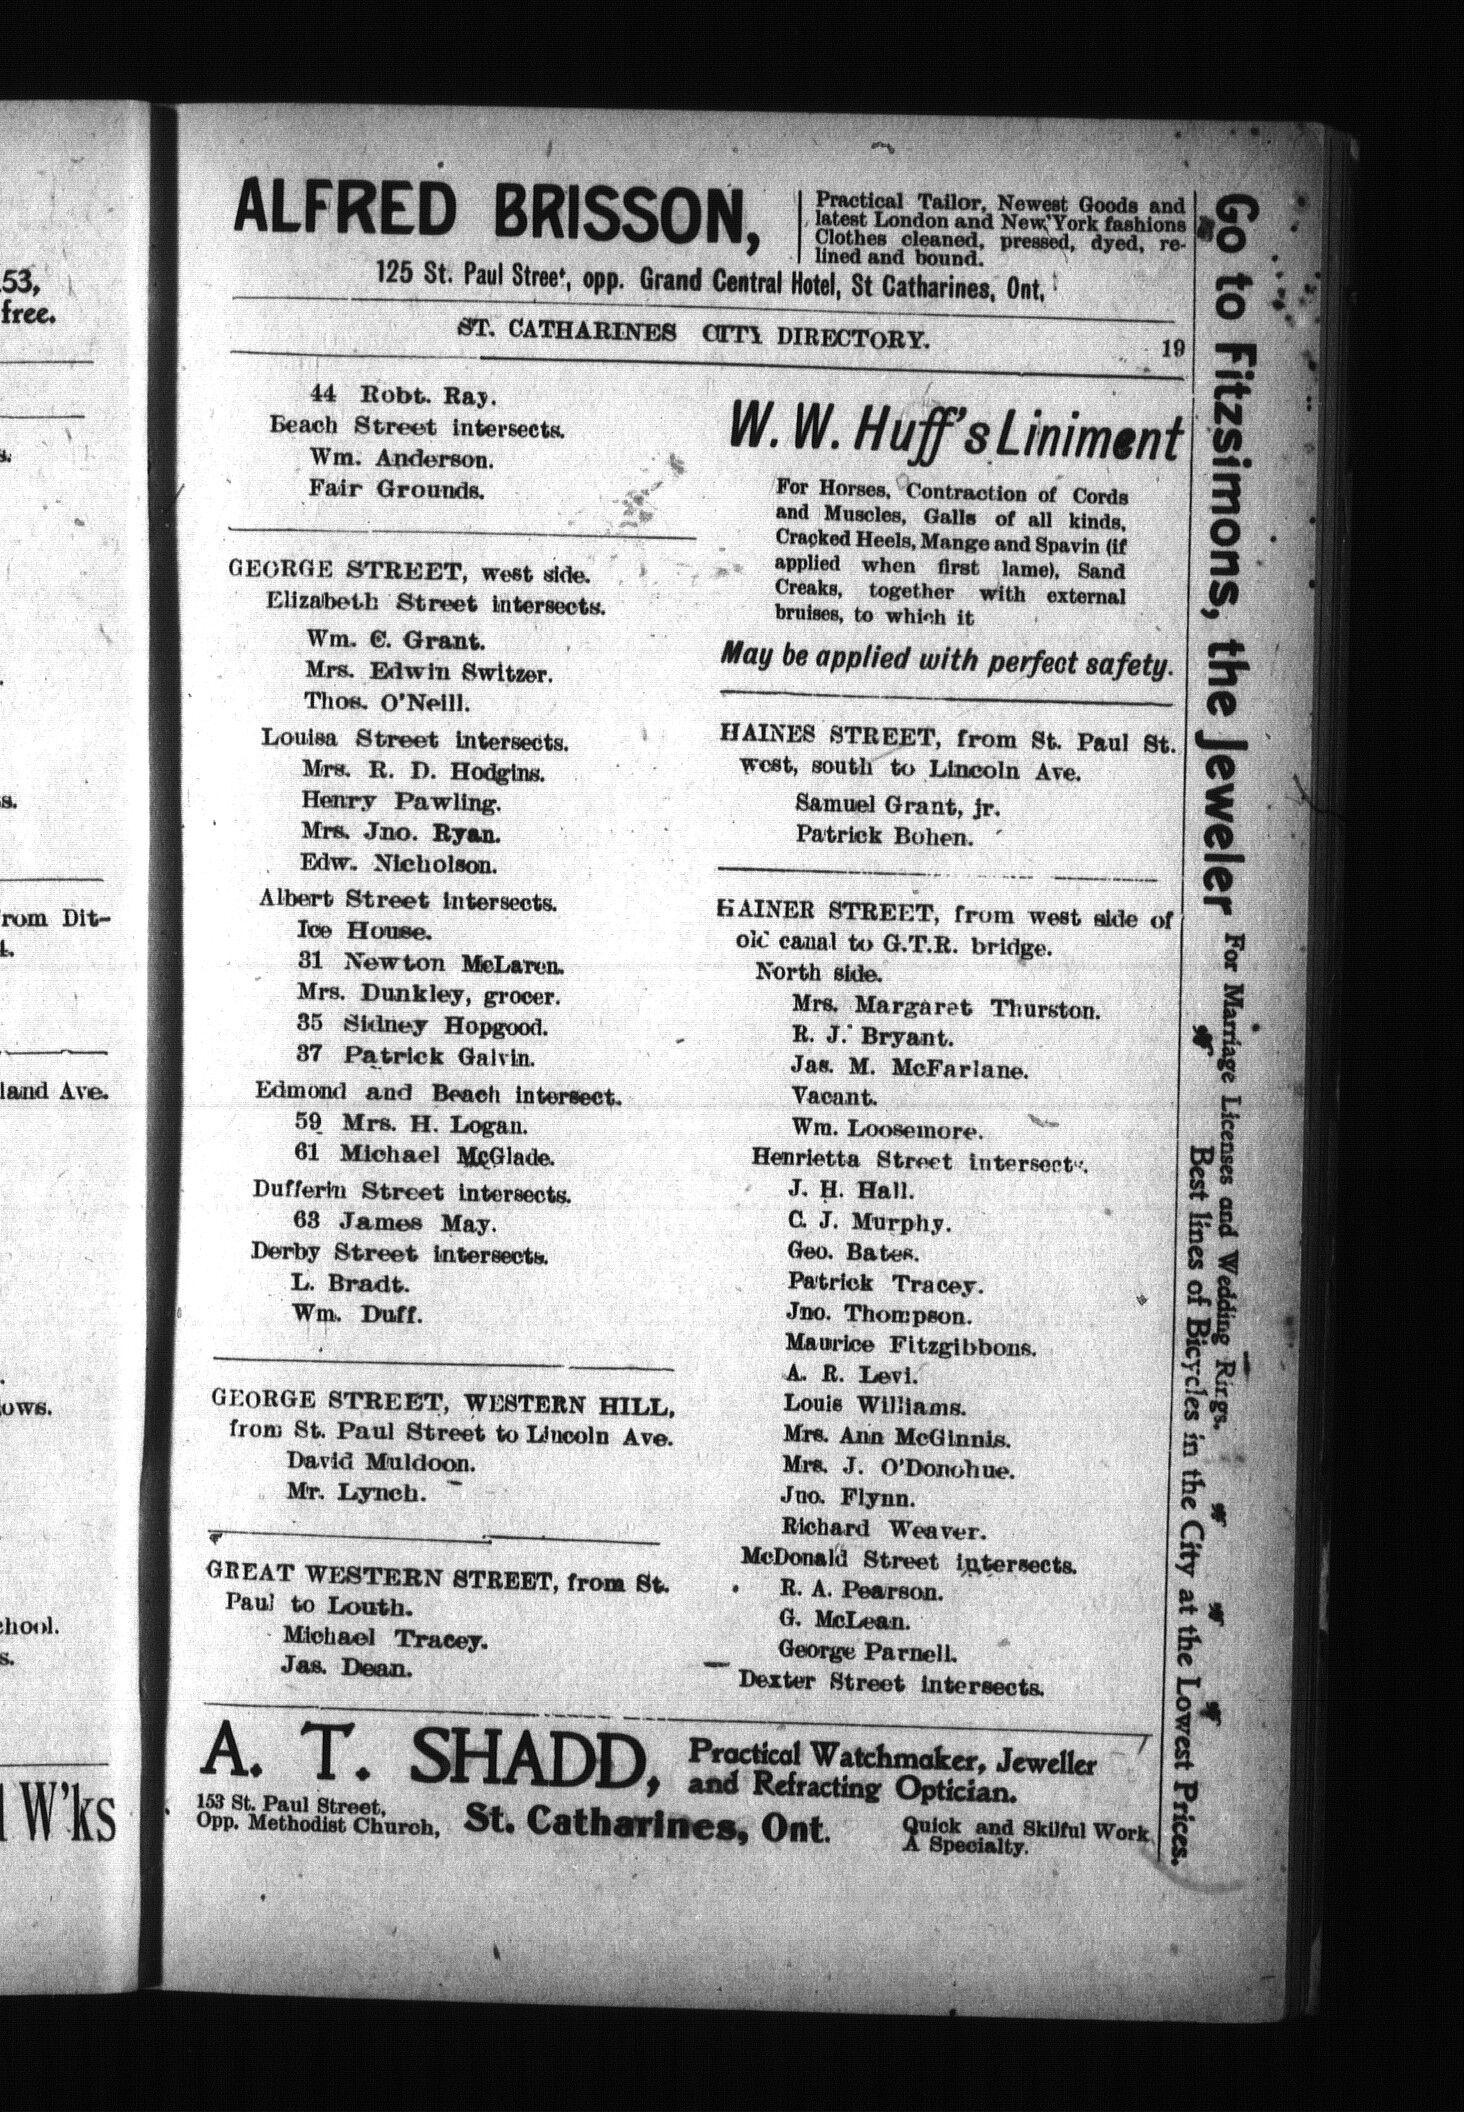 53,
free.
rom Dit-
land Ave.
ows.
hool.
W'ks
ALFRED BRISSON,
Practical Tailor, Newest Goods and
latest London and New York fashions
Clothes cleaned, pressed, dyed, re-
lined and bound.
125 St. Paul Street, opp. Grand Central Hotel, St Catharines, Ont,
ST. CATHARINES CITY DIRECTORY.
19
44 Robt. Ray.
Beach Street intersects.
Wm. Anderson.
Fair Grounds.
GEORGE STREET, west side.
Elizabeth Street intersects.
Wm. C. Grant.
Mrs. Edwin Switzer.
Thos. O'Neill.
Louisa Street intersects.
Mrs. R. D. Hodgins.
Henry Pawling.
Mrs. Jno. Ryan.
Edw. Nicholson.
Albert Street intersects.
Ice House.
31 Newton McLaren.
Mrs. Dunkley, grocer.
35 Sidney Hopgood.
37 Patrick Galvin.
Edmond and Beach intersect.
59 Mrs. H. Logan.
61 Michael McGlade.
Dufferin Street intersects.
63 James May.
Derby Street intersects.
L. Bradt.
Wm. Duff.
GEORGE STREET, WESTERN HILL,
from St. Paul Street to Lincoln Ave.
David Muldoon.
Mr. Lynch.
GREAT WESTERN STREET, from St.
Paul to Louth.
Michael Tracey.
Jas. Dean.
W. W. Huff's Liniment
For Horses, Contraction of Cords
and Muscles, Galls of all kinds,
Cracked Heels, Mange and Spavin (if
applied when first lame), Sand
Creaks, together with external
bruises, to which it
May be applied with perfect safety.
HAINES STREET, from St. Paul St.
west, south to Lincoln Ave.
Samuel Grant, jr.
Patrick Bohen.
HAINER STREET, from west side of
old canal to G.T.R. bridge.
North side.
Mrs. Margaret Thurston.
R. J. Bryant.
Jas. M. McFarlane.
Vacant.
Wm. Loosemore.
Henrietta Street intersects.
J. H. Hall.
C. J. Murphy.
Geo. Bates.
Patrick Tracey.
Jno. Thompson.
Maurice Fitzgibbons.
A. R. Levi.
Louis Williams.
Mrs. Ann McGinnis.
Mrs. J. O'Donohue.
Jno. Flynn.
Richard Weaver.
McDonald Street intersects.
R. A. Pearson.
G. McLean.
George Parnell.
Dexter Street intersects.
A. T. SHADD,
Practical Watchmaker, Jeweller
and Refracting Optician.
153 St. Paul Street,
Opp. Methodist Church,
St. Catharines, Ont.
Quick and Skilful Work
A Specialty.
Go to Fitzsimons, the Jeweler
For Marriage Licenses and Wedding Rings.
Best lines of Bicycles in the City at the Lowest Prices.